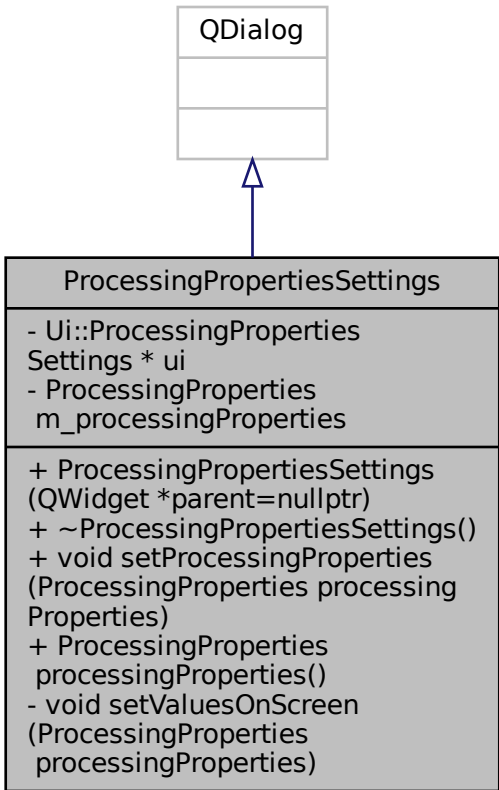 QDialog
ProcessingPropertiesSettings
- Ui::ProcessingProperties
Settings * ui
- ProcessingProperties
m_processingProperties
+ ProcessingPropertiesSettings
(QWidget *parent=nullptr)
+ ~ProcessingPropertiesSettings()
+ void setProcessingProperties
(ProcessingProperties processing
Properties)
+ ProcessingProperties
processingProperties()
- void setValuesOnScreen
(ProcessingProperties
processingProperties)